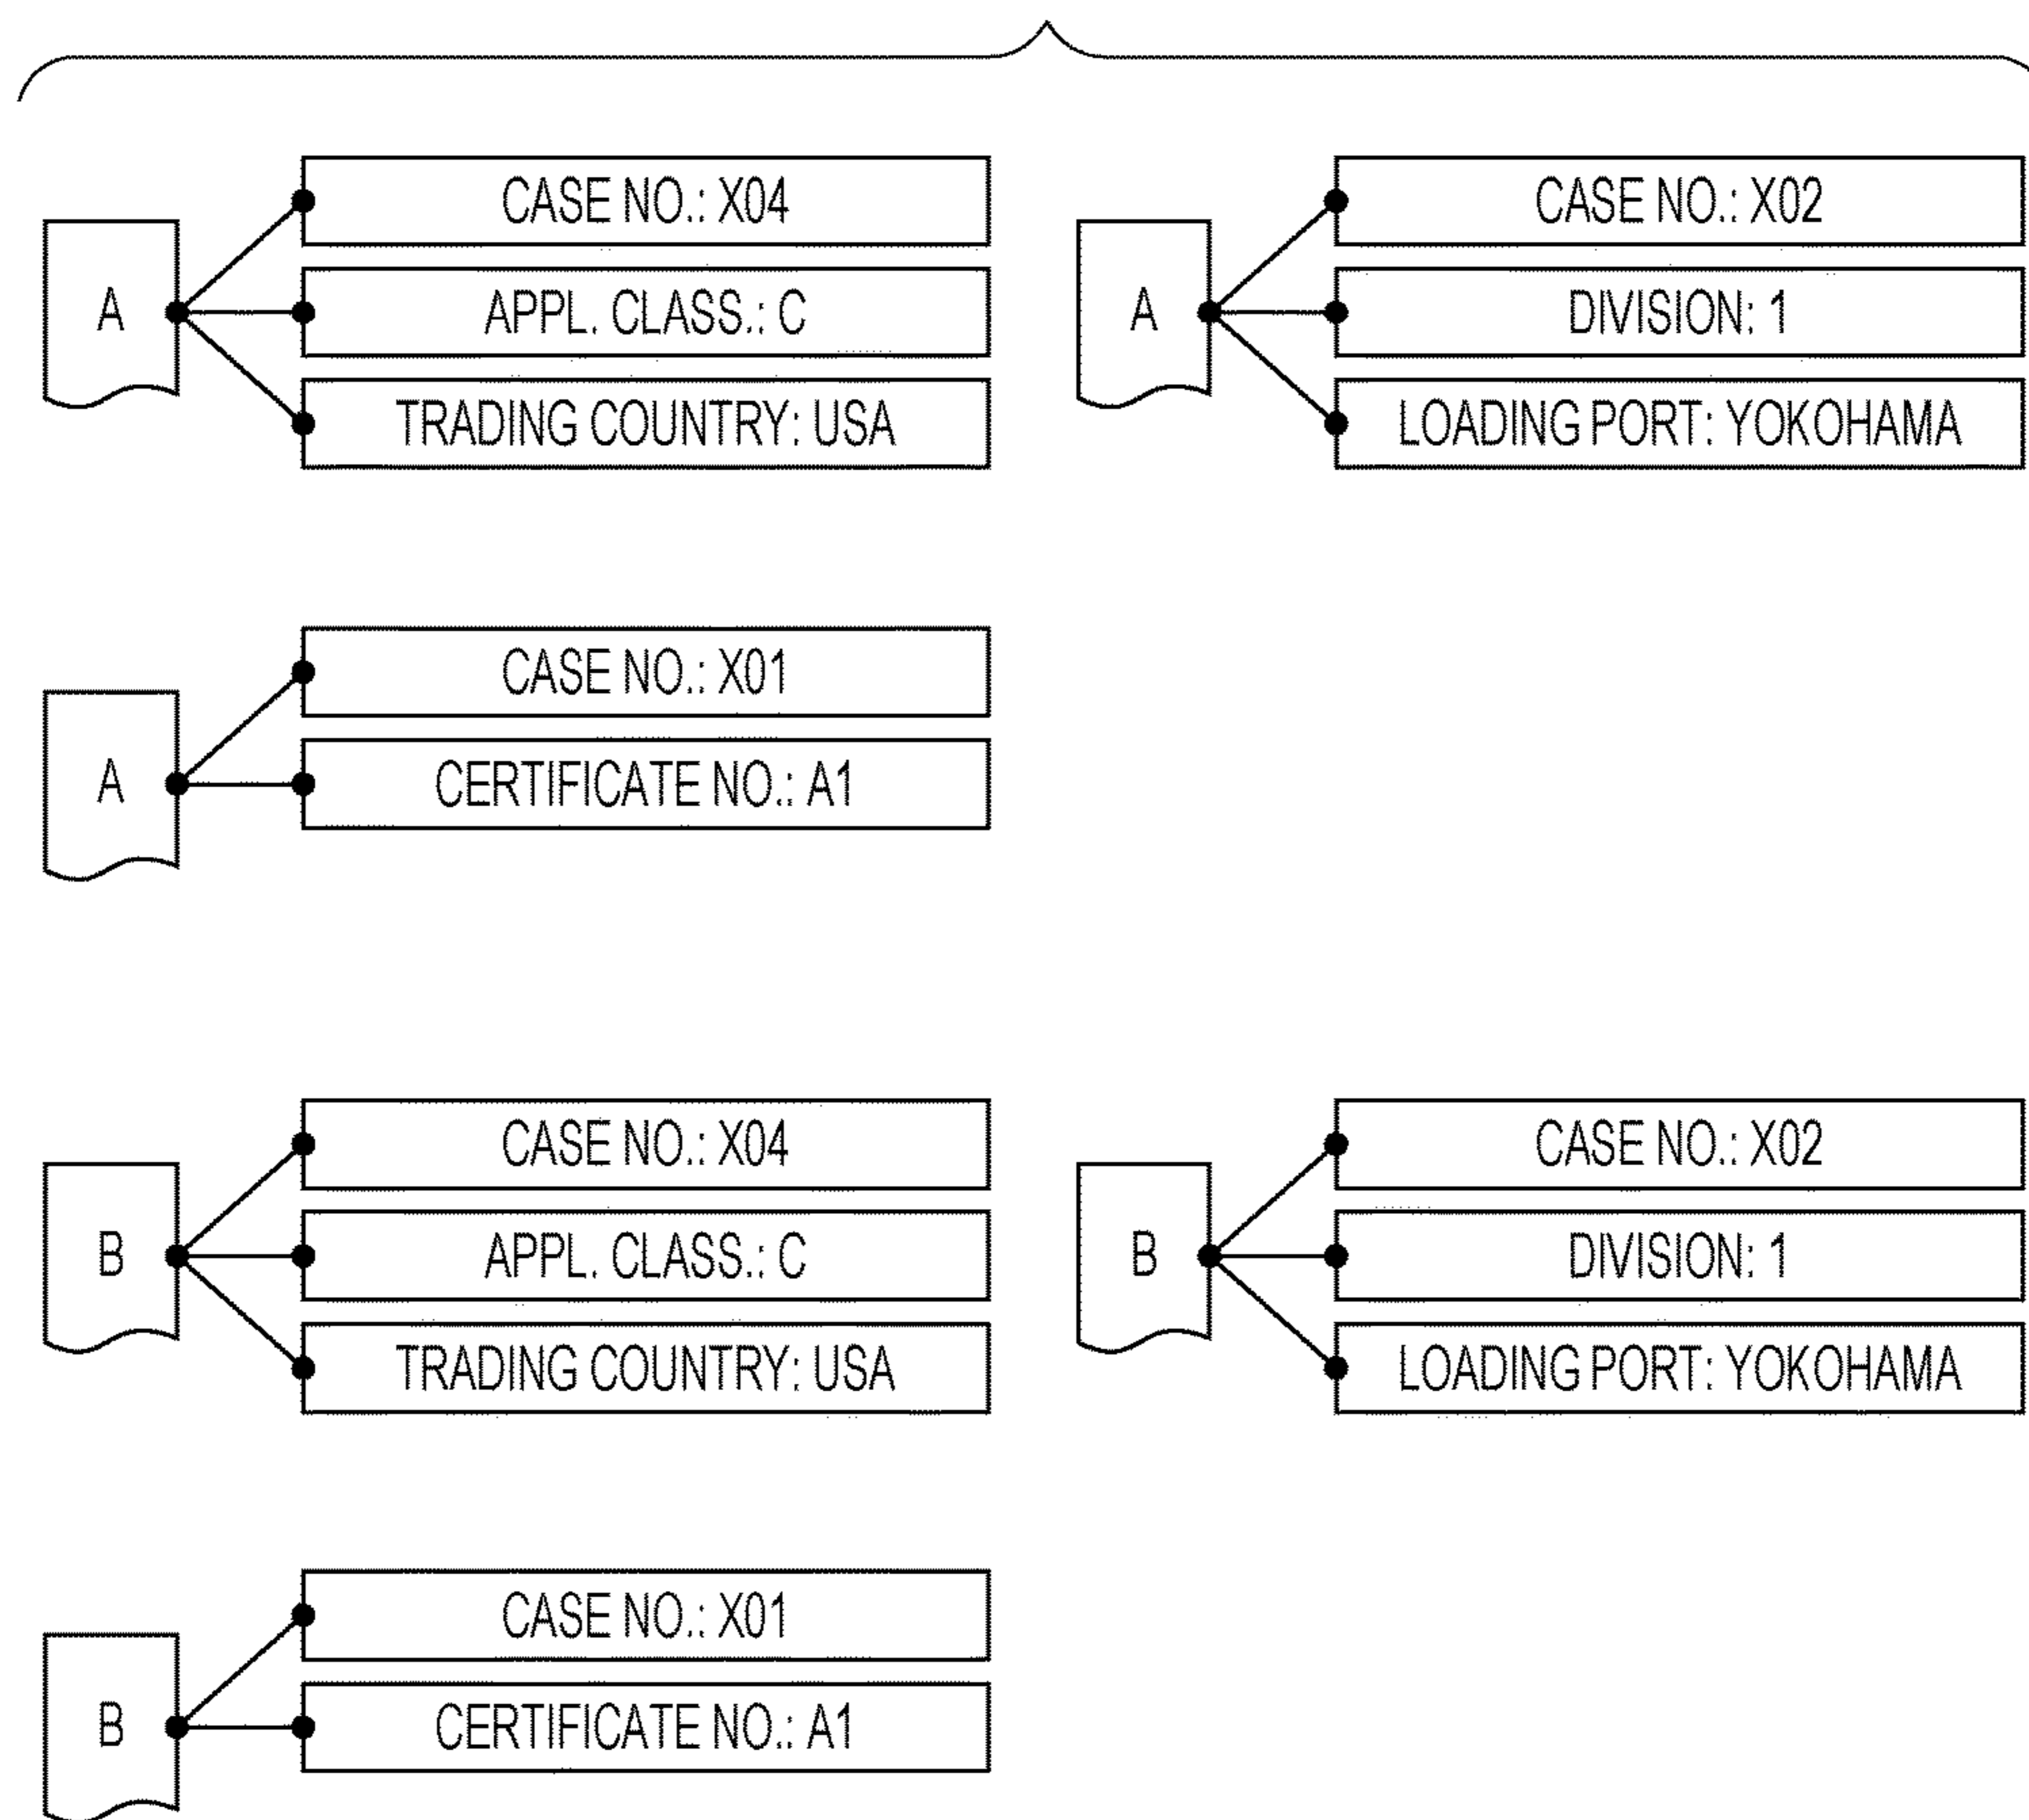 A
CASE NO.: X04
APPL. CLASS.: C
TRADING COUNTRY: USA
A
CASE NO.: X02
DIVISION: 1
LOADING PORT: YOKOHAMA
A
CASE NO.: X01
CERTIFICATE NO.: A1
B
CASE NO.: X04
APPL. CLASS.: C
TRADING COUNTRY: USA
B
CASE NO.: X02
DIVISION: 1
LOADING PORT: YOKOHAMA
B
CASE NO.: X01
CERTIFICATE NO.: A1